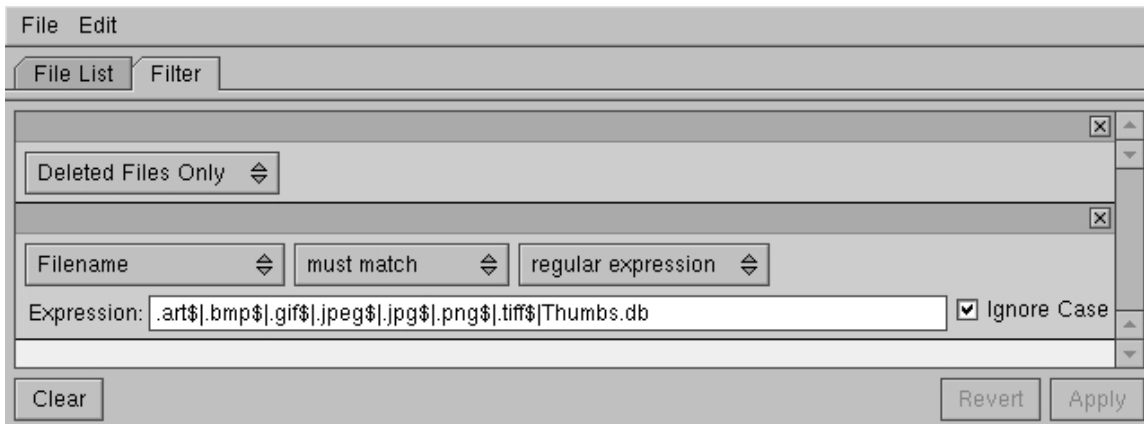 File Edit
File List Filter
Deleted Files Only
Filename must match regular expression
Expression: .art$|.bmp$|.gif$|.jpeg$|.jpg$|.png$|.tiff$|Thumbs.db Ignore Case
Clear Revert Apply